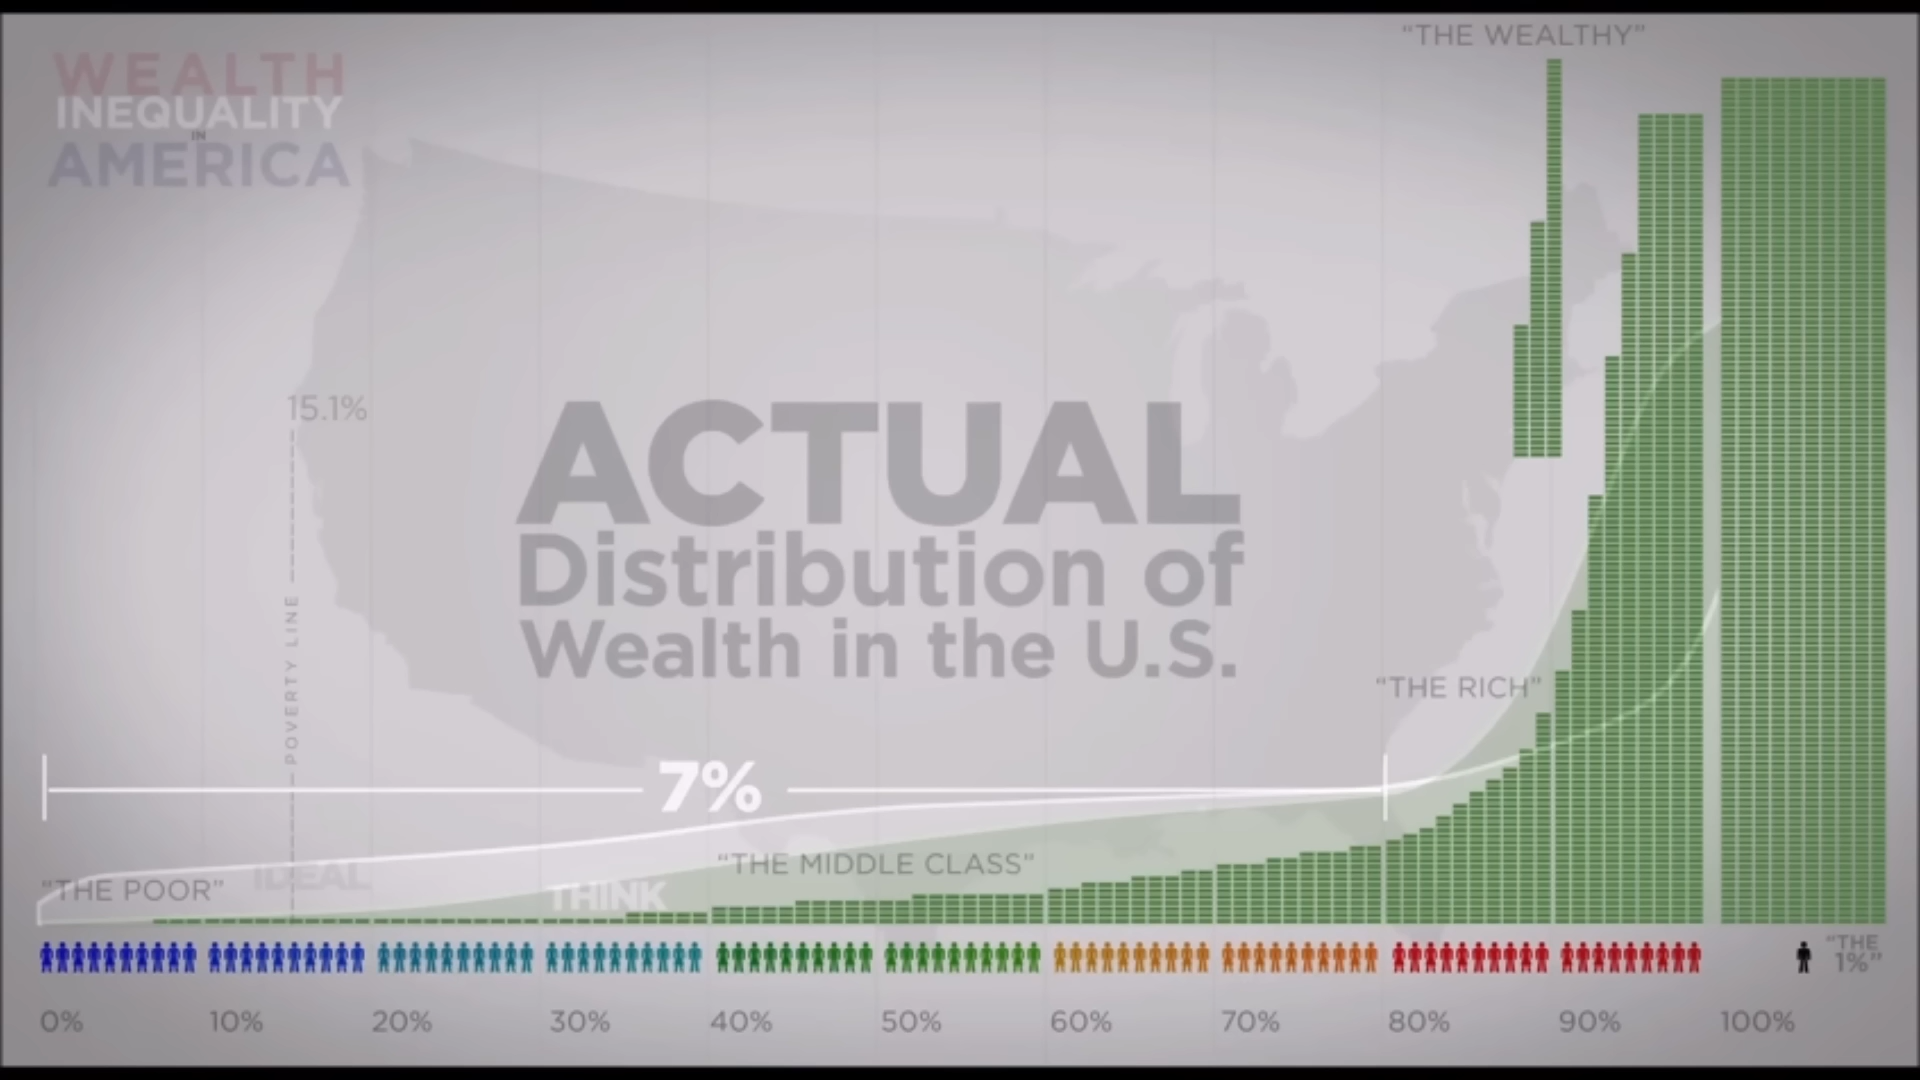 WEALTH
INEQUALITY
IN
AMERICA
“THE WEALTHY”
15.1%
POVERTY LINE
ACTUAL
Distribution of
Wealth in the U.S.
“THE RICH”
7%
“THE POOR”
IDEAL
THINK
“THE MIDDLE CLASS”
“THE
1%”
0% 10% 20% 30% 40% 50% 60% 70% 80% 90% 100%